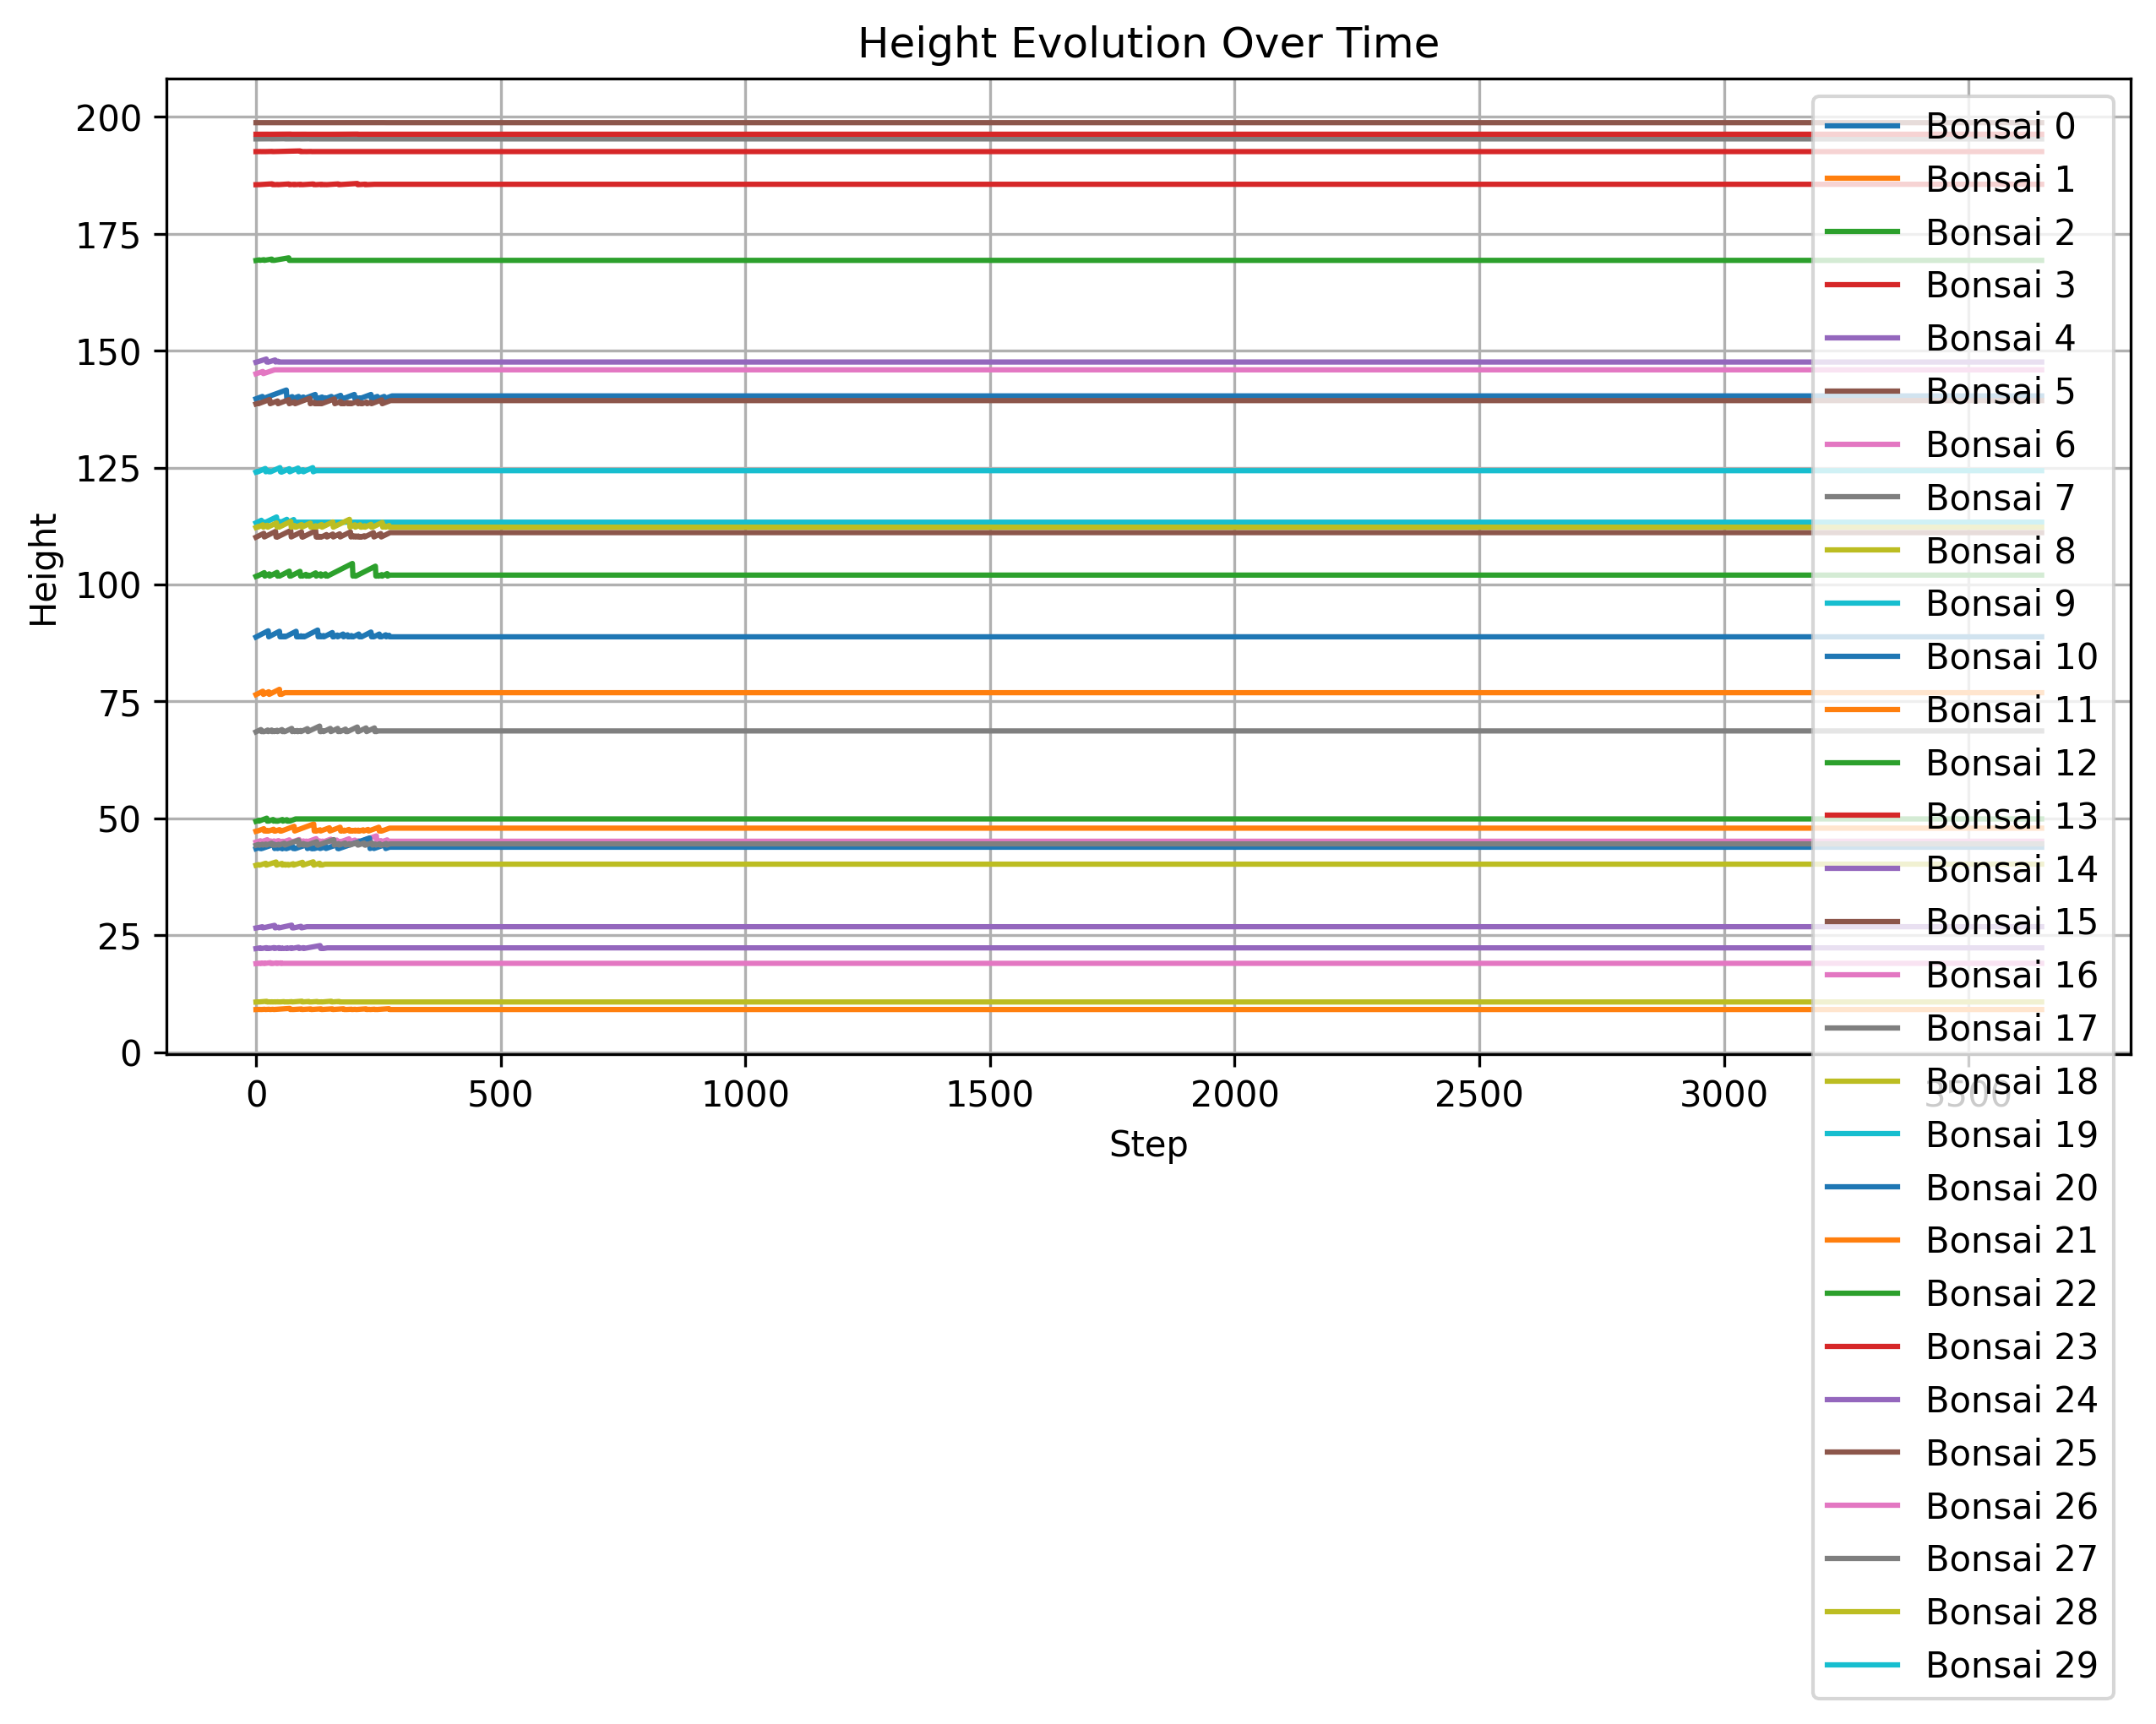 Height Evolution Over Time
Height
200
175
150
125
100
75
50
25
0
0 500 1000 1500 2000 2500 3000 3500
Step
Bonsai 0
Bonsai 1
Bonsai 2
Bonsai 3
Bonsai 4
Bonsai 5
Bonsai 6
Bonsai 7
Bonsai 8
Bonsai 9
Bonsai 10
Bonsai 11
Bonsai 12
Bonsai 13
Bonsai 14
Bonsai 15
Bonsai 16
Bonsai 17
Bonsai 18
Bonsai 19
Bonsai 20
Bonsai 21
Bonsai 22
Bonsai 23
Bonsai 24
Bonsai 25
Bonsai 26
Bonsai 27
Bonsai 28
Bonsai 29